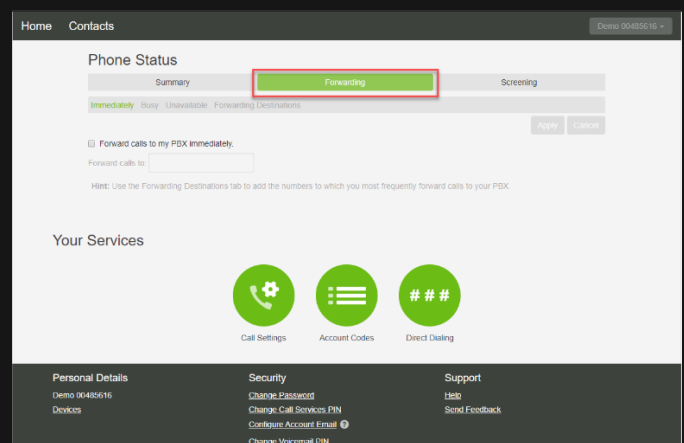 Home Contacts Demo 00485616
Phone Status
Summary Forwarding Screening
Immediately Busy Unavailable Forwarding Destinations
Apply Cancel
Forward calls to my PBX immediately.
Forward calls to:
Hint: Use the Forwarding Destinations tab to add the numbers to which you most frequently forward calls to your PBX.
Your Services
# # #
Call Settings Account Codes Direct Dialing
Personal Details Security Support
Demo 00485616 Change Password Help
Devices Change Call Services PIN Send Feedback
Configure Account Email ?
Change Voicemail PIN